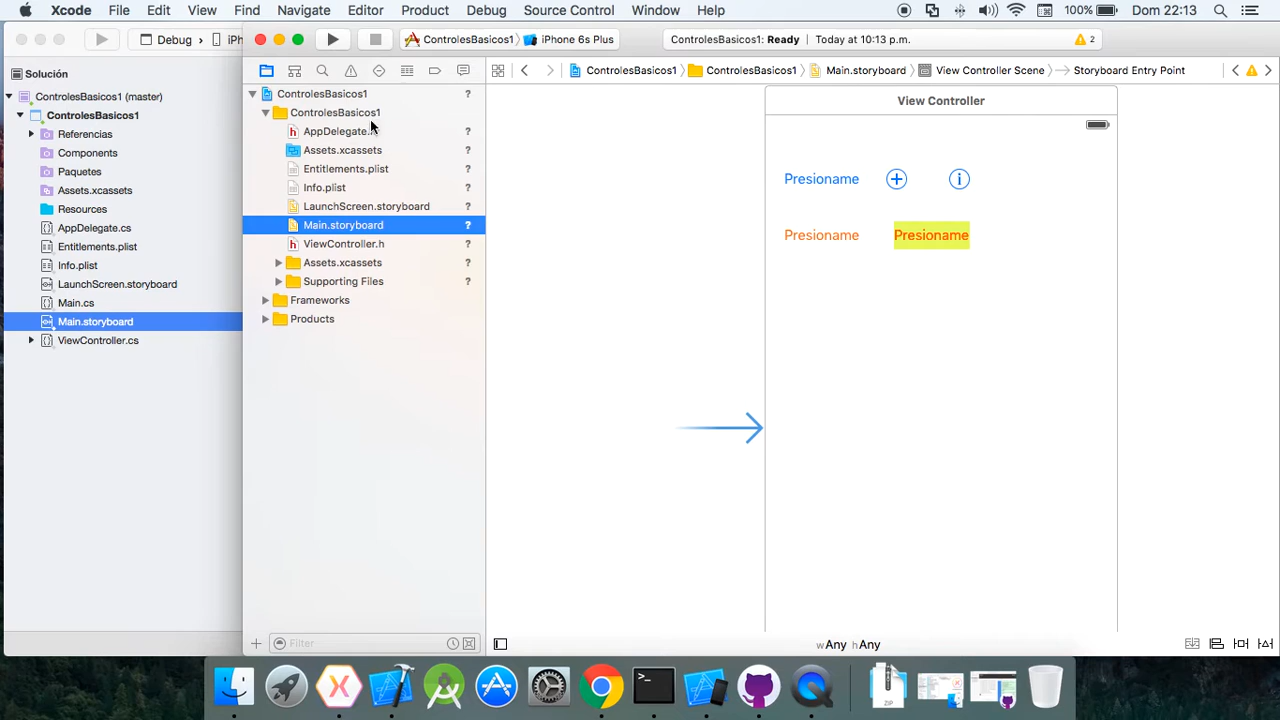 Xcode File Edit View Find Navigate Editor Product Debug Source Control Window Help 100% Dom 22:13
Debug iPh
ControlesBasicos1 iPhone 6s Plus
ControlesBasicos1: Ready Today at 10:13 p.m. 2
Solución
ControlesBasicos1 (master)
ControlesBasicos1
Referencias
Components
Paquetes
Assets.xcassets
Resources
AppDelegate.cs
Entitlements.plist
Info.plist
LaunchScreen.storyboard
Main.cs
Main.storyboard
ViewController.cs
ControlesBasicos1 ?
ControlesBasicos1
AppDelegate. ?
Assets.xcassets ?
Entitlements.plist ?
Info.plist ?
LaunchScreen.storyboard ?
Main.storyboard ?
ViewController.h ?
Assets.xcassets ?
Supporting Files ?
Frameworks
Products
Filter
ControlesBasicos1 ControlesBasicos1 Main.storyboard View Controller Scene Storyboard Entry Point
View Controller
Presioname
Presioname Presioname
wAny hAny
ZIP